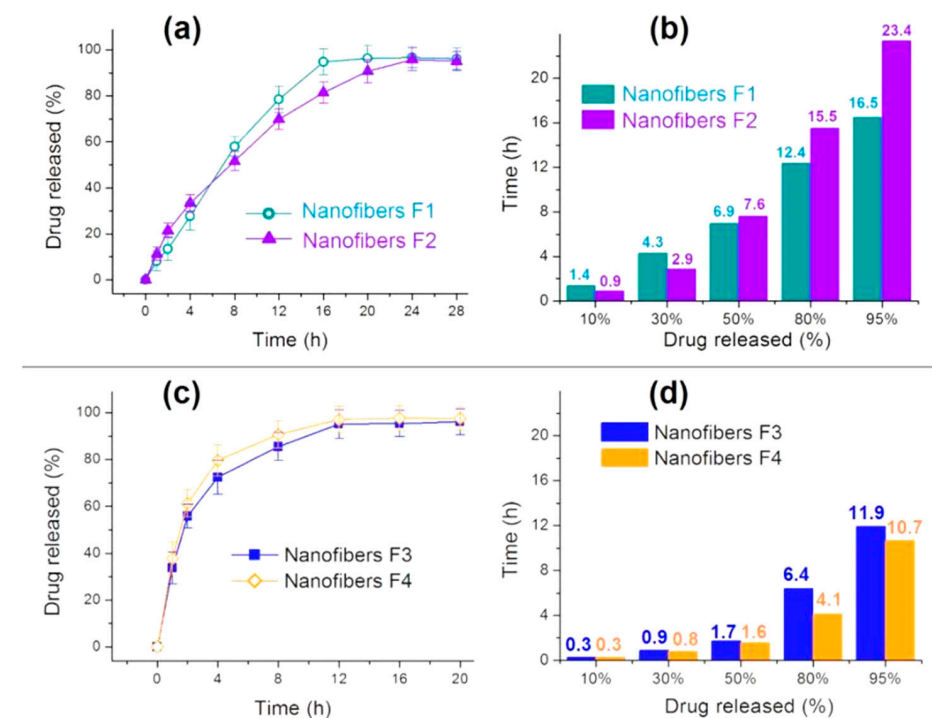 (a)
Drug released (%)
100
80
60
40
20
0
Nanofibers F1
Nanofibers F2
0 4 8 12 16 20 24 28
Time (h)
(b)
Time (h)
20
16
12
8
4
0
Nanofibers F1
Nanofibers F2
1.4 0.9 4.3 2.9 6.9 7.6 12.4 15.5 16.5 23.4
10% 30% 50% 80% 95%
Drug released (%)
(c)
Drug released (%)
100
80
60
40
20
0
Nanofibers F3
Nanofibers F4
0 4 8 12 16 20
Time (h)
(d)
Time (h)
20
16
12
8
4
0
Nanofibers F3
Nanofibers F4
0.3 0.3 0.9 0.8 1.7 1.6 6.4 4.1 11.9 10.7
10% 30% 50% 80% 95%
Drug released (%)